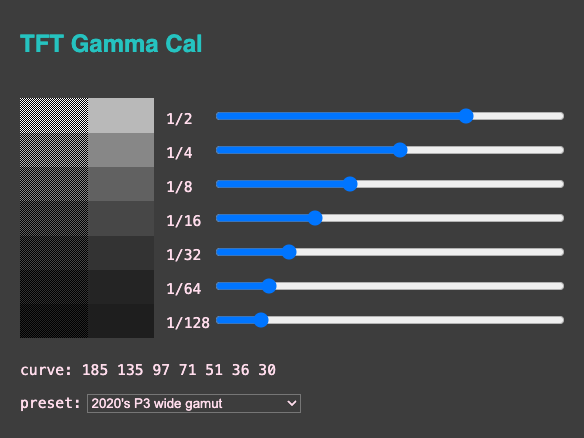 TFT Gamma Cal
1/2
1/4
1/8
1/16
1/32
1/64
1/128
curve: 185 135 97 71 51 36 30
preset: 2020's P3 wide gamut